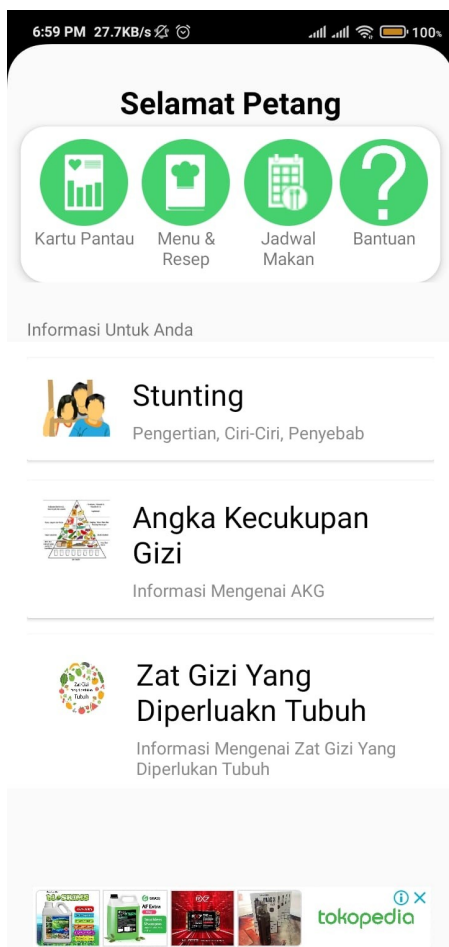 6:59 PM 27.7KB/s
100%
Selamat Petang
Kartu Pantau
Menu &
Resep
Jadwal
Makan
Bantuan
Informasi Untuk Anda
Stunting
Pengertian, Ciri-Ciri, Penyebab
Angka Kecukupan
Gizi
Informasi Mengenai AKG
Zat Gizi Yang
Diperluakn Tubuh
Informasi Mengenai Zat Gizi Yang
Diperlukan Tubuh
tokopedia